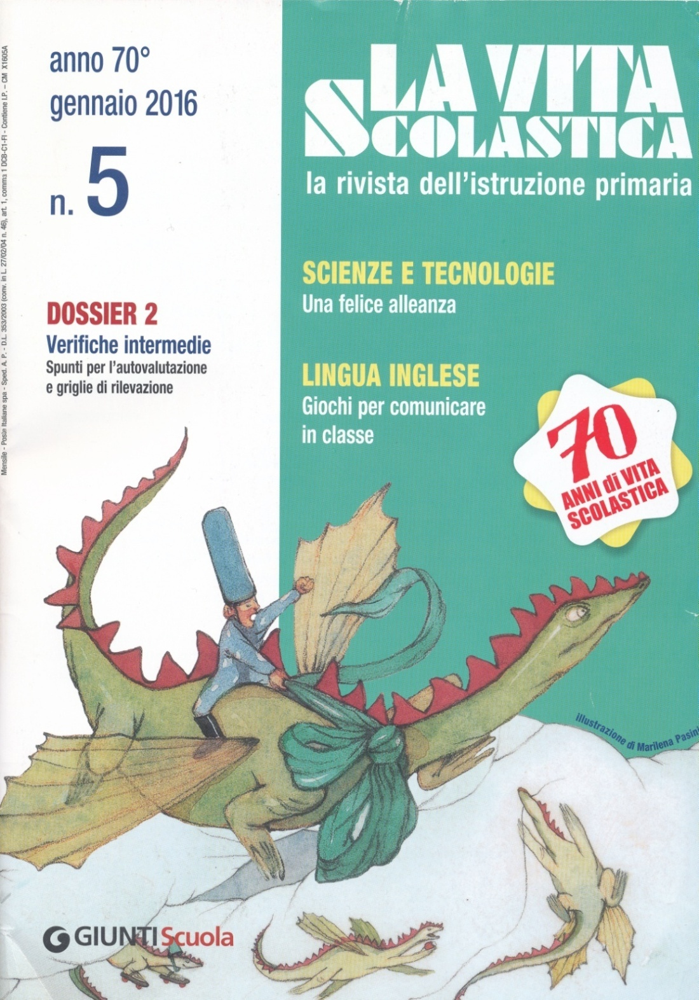 anno 70°
gennaio 2016
n. 5
LA VITA
SCOLASTICA
la rivista dell'istruzione primaria
SCIENZE E TECNOLOGIE
Una felice alleanza
LINGUA INGLESE
Giochi per comunicare
in classe
DOSSIER 2
Verifiche intermedie
Spunti per l'autovalutazione
e griglie di rilevazione
70
ANNI di VITA
SCOLASTICA
illustrazione di Marilena Pasini
GIUNTI Scuola
Mensile - Poste Italiane spa - Sped. A. P. - D.L. 353/2003 (conv. in L. 27/02/04 n. 46), art. 1, comma 1 DCB-C1-FI - Contiene I.P. – CM X1605A